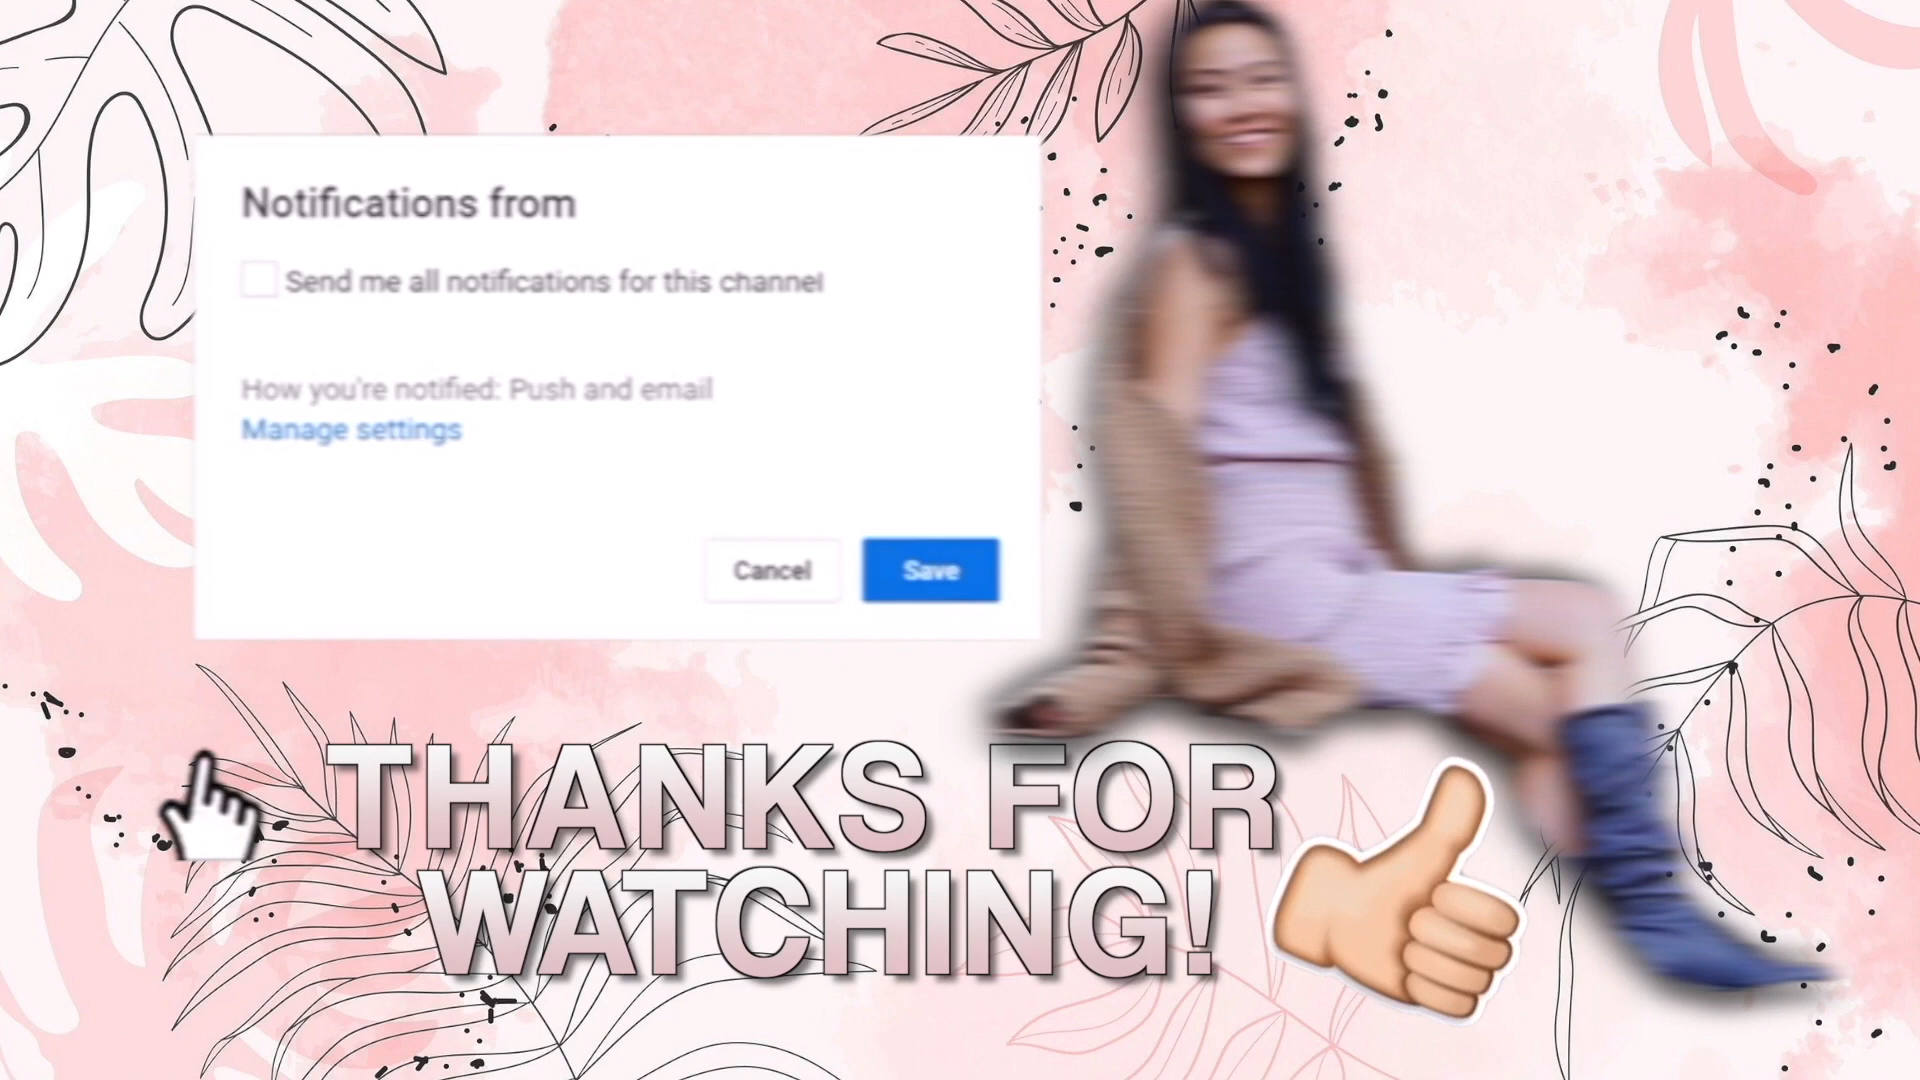 Notifications from
Send me all notifications for this channel
How you're notified: Push and email
Manage settings
Cancel
Save
THANKS FOR
WATCHING!